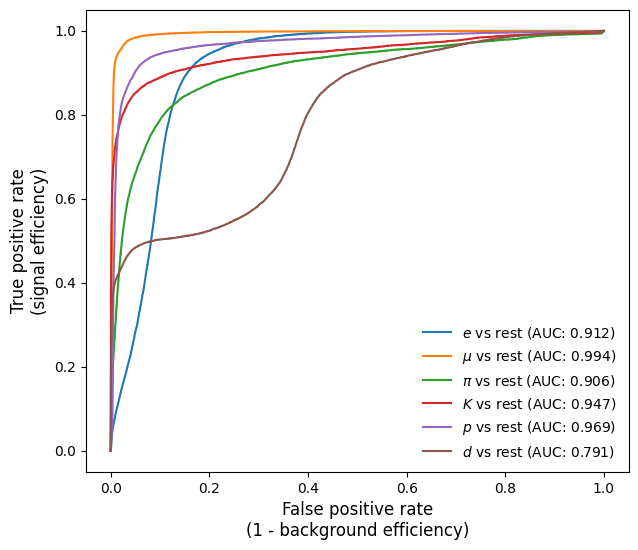 1.0
0.8
0.6
0.4
0.2
0.0
True positive rate
(signal efficiency)
e vs rest (AUC: 0.912)
μ vs rest (AUC: 0.994)
π vs rest (AUC: 0.906)
K vs rest (AUC: 0.947)
p vs rest (AUC: 0.969)
d vs rest (AUC: 0.791)
0.0 0.2 0.4 0.6 0.8 1.0
False positive rate
(1 - background efficiency)